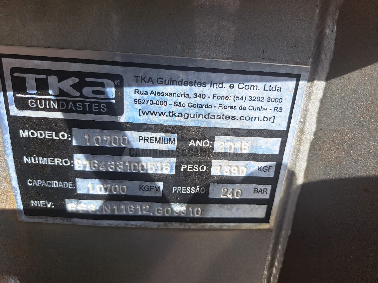 TKA
GUINDASTES
TKA Guindastes Ind. e Com. Ltda
Rua Alexandria, 340 - Fone: (54) 3292 3000
95270-000 - São Gotardo - Flores da Cunha - RS
[www.tkaguindastes.com.br]
MODELO: 10700 PREMIUM ANO:
NÚMERO: PESO: KGF
CAPACIDADE: 10700 KGFM PRESSÃO 240 BAR
NIEV: